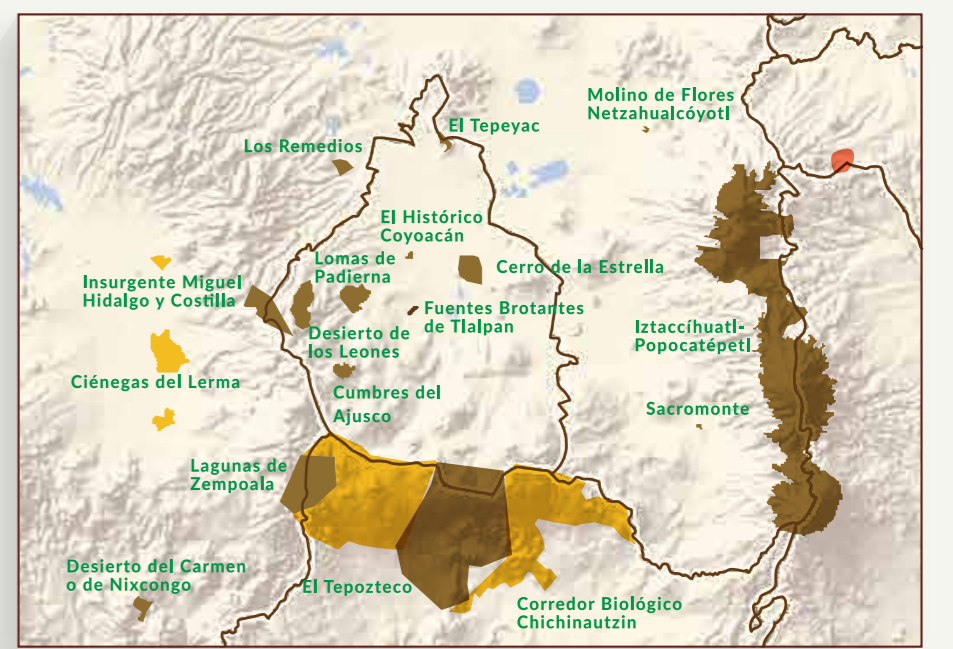 Molino de Flores
Netzahualcóyotl
El Tepeyac
Los Remedios
El Histórico
Coyoacán
Lomas de
Padierna
Cerro de la Estrella
Insurgente Miguel
Hidalgo y Costilla
Fuentes Brotantes
de Tlalpan
Desierto de
los Leones
Iztaccíhuatl-
Popocatépetl
Ciénegas del Lerma
Cumbres del
Ajusco
Sacromonte
Lagunas de
Zempoala
Desierto del Carmen
o de Nixcongo
El Tepozteco
Corredor Biológico
Chichinautzin